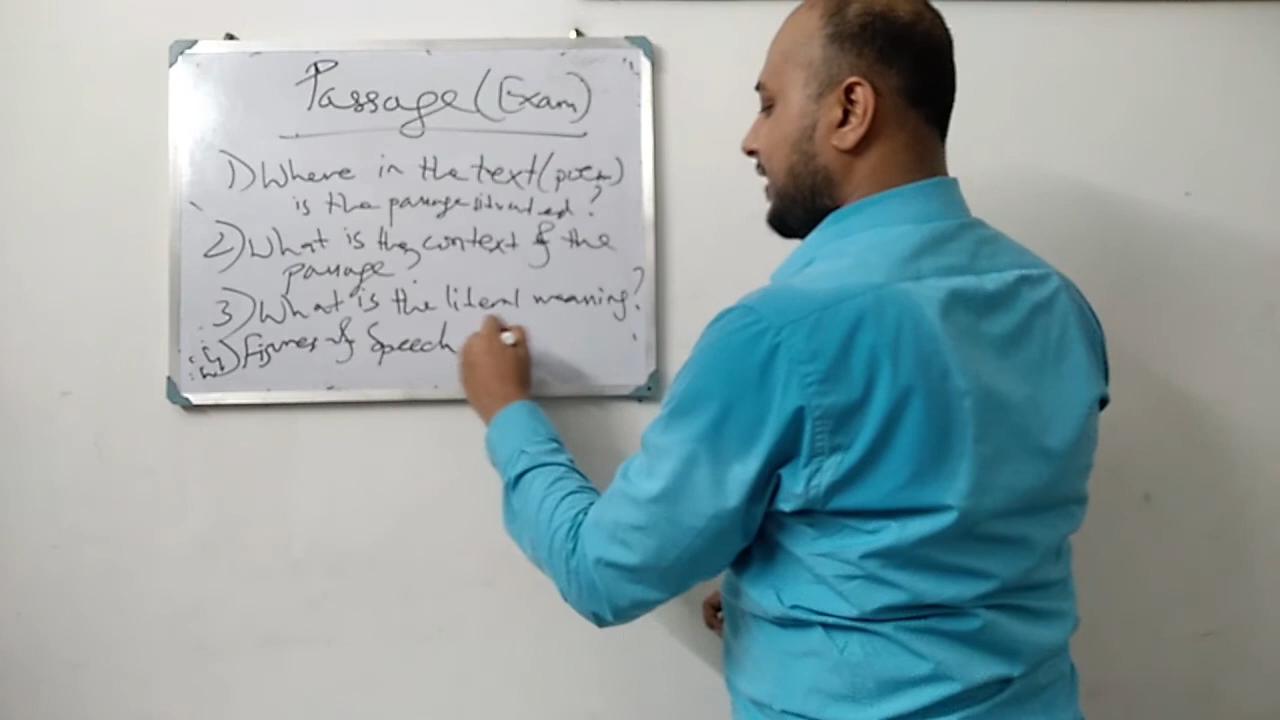 Passage (Exam)
1) Where in the text (poem)
is the passage situated?
2) What is the context of the
passage?
3) What is the literal meaning?
4) Figures of Speech